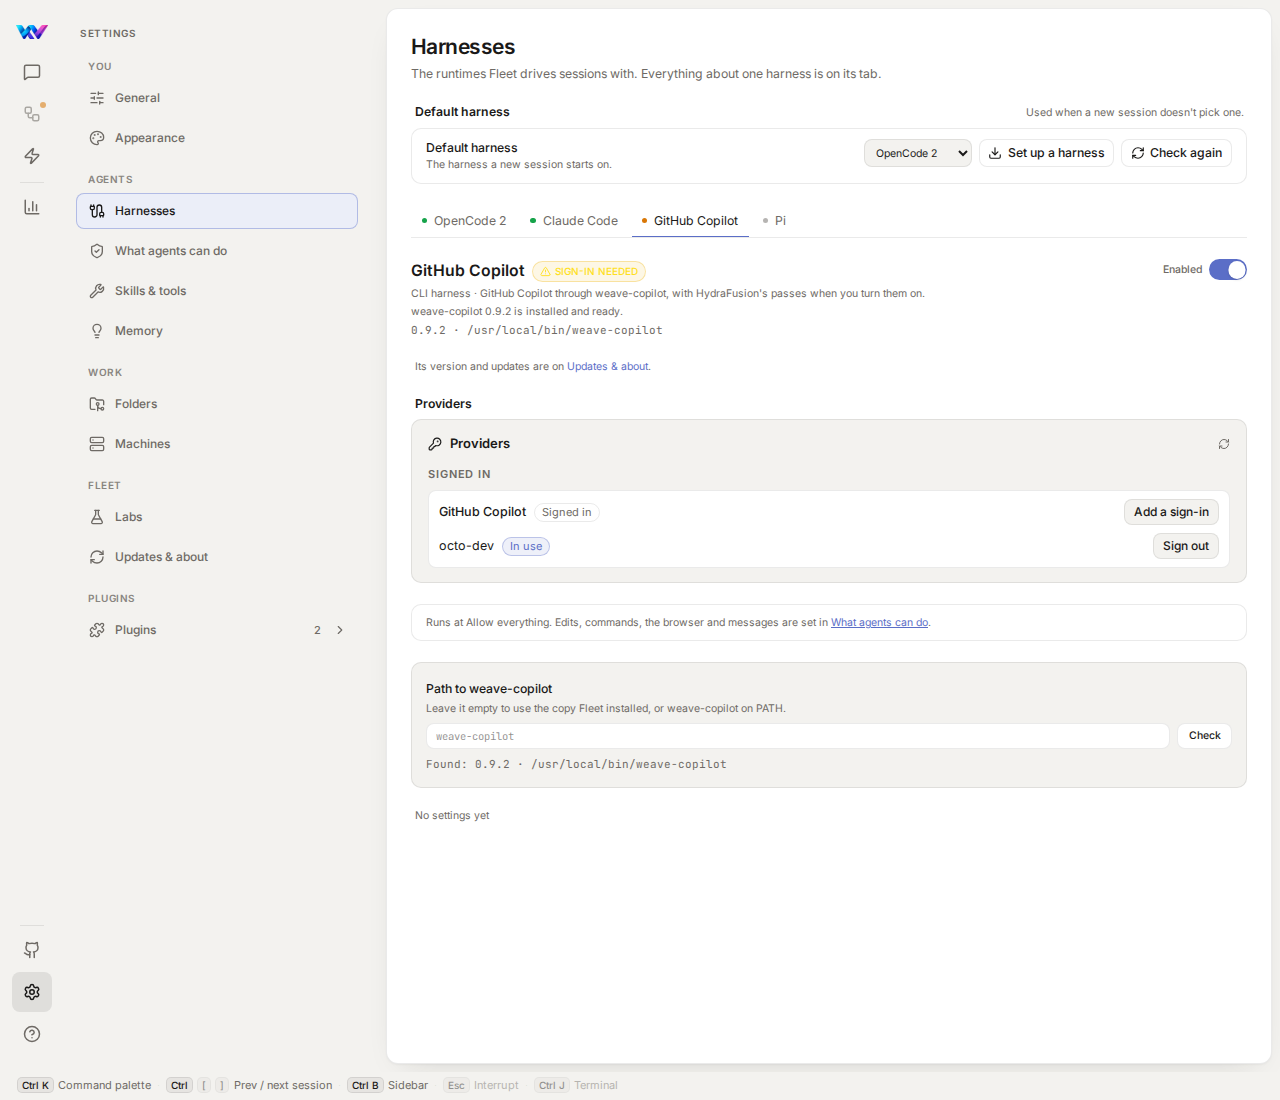 SETTINGS
YOU
General
Appearance
AGENTS
Harnesses
What agents can do
Skills & tools
Memory
WORK
Folders
Machines
FLEET
Labs
Updates & about
PLUGINS
Plugins 2
Harnesses
The runtimes Fleet drives sessions with. Everything about one harness is on its tab.
Default harness Used when a new session doesn't pick one.
Default harness
The harness a new session starts on.
OpenCode 2 Set up a harness Check again
OpenCode 2 Claude Code GitHub Copilot Pi
GitHub Copilot SIGN-IN NEEDED Enabled
CLI harness · GitHub Copilot through weave-copilot, with HydraFusion's passes when you turn them on.
weave-copilot 0.9.2 is installed and ready.
0.9.2 · /usr/local/bin/weave-copilot
Its version and updates are on Updates & about.
Providers
Providers
SIGNED IN
GitHub Copilot Signed in Add a sign-in
octo-dev In use Sign out
Runs at Allow everything. Edits, commands, the browser and messages are set in What agents can do.
Path to weave-copilot
Leave it empty to use the copy Fleet installed, or weave-copilot on PATH.
weave-copilot Check
Found: 0.9.2 · /usr/local/bin/weave-copilot
No settings yet
Ctrl K Command palette Ctrl [ ] Prev / next session Ctrl B Sidebar Esc Interrupt Ctrl J Terminal